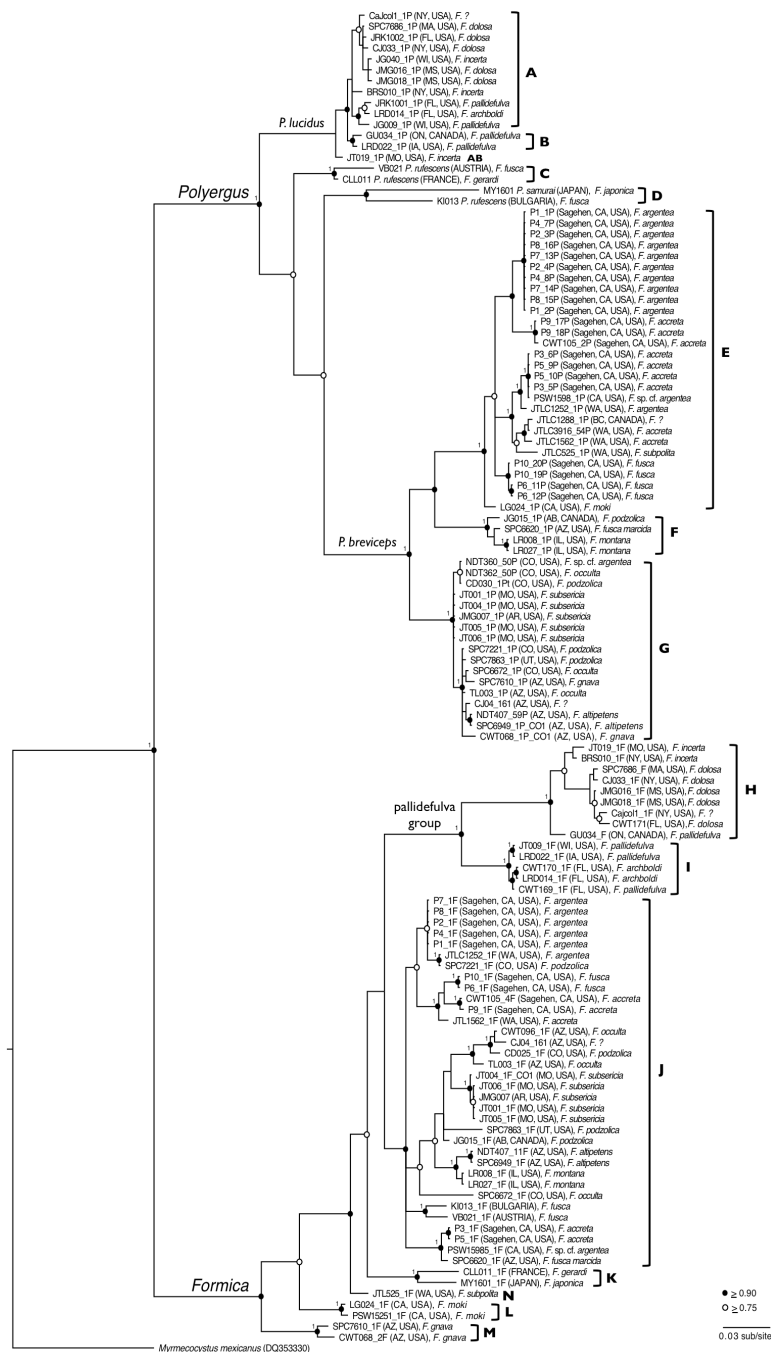 CaJcol1_1P (NY, USA), F. ?
SPC7686_1P (MA, USA), F. dolosa
JRK1002_1P (FL, USA), F. dolosa
CJ033_1P (NY, USA), F. dolosa
JG040_1P (WI, USA), F. incerta
JMG016_1P (MS, USA), F. dolosa
JMG018_1P (MS, USA), F. dolosa
A
BRS010_1P (NY, USA), F. incerta
JRK1001_1P (FL, USA), F. pallidefulva
LRD014_1P (FL, USA), F. archboldi
P. lucidus
JG009_1P (WI, USA), F. pallidefulva
GU034_1P (ON, CANADA), F. pallidefulva
B
LRD022_1P (IA, USA), F. pallidefulva
JT019_1P (MO, USA), F. incerta AB
VB021 P. rufescens (AUSTRIA), F. fusca
C
CLL011 P. rufescens (FRANCE), F. gerardi
Polyergus
1
1
MY1601 P. samurai (JAPAN), F. japonica
D
KI013 P. rufescens (BULGARIA), F. fusca
P1_1P (Sagehen, CA, USA), F. argentea
P4_7P (Sagehen, CA, USA), F. argentea
P2_3P (Sagehen, CA, USA), F. argentea
P8_16P (Sagehen, CA, USA), F. argentea
P7_13P (Sagehen, CA, USA), F. argentea
1
P2_4P (Sagehen, CA, USA), F. argentea
P4_8P (Sagehen, CA, USA), F. argentea
P7_14P (Sagehen, CA, USA), F. argentea
P8_15P (Sagehen, CA, USA), F. argentea
P1_2P (Sagehen, CA, USA), F. argentea
P9_17P (Sagehen, CA, USA), F. accreta
1
P9_18P (Sagehen, CA, USA), F. accreta
CWT105_2P (Sagehen, CA, USA), F. accreta
E
P3_6P (Sagehen, CA, USA), F. accreta
P5_9P (Sagehen, CA, USA), F. accreta
1
P5_10P (Sagehen, CA, USA), F. accreta
P3_5P (Sagehen, CA, USA), F. accreta
PSW1598_1P (CA, USA), F. sp. cf. argentea
JTLC1252_1P (WA, USA), F. argentea
JTLC1288_1P (BC, CANADA), F. ?
JTLC3916_54P (WA, USA), F. accreta
JTLC1562_1P (WA, USA), F. accreta
1
JTLC525_1P (WA, USA), F. subpolita
P10_20P (Sagehen, CA, USA), F. fusca
P10_19P (Sagehen, CA, USA), F. fusca
P6_11P (Sagehen, CA, USA), F. fusca
P6_12P (Sagehen, CA, USA), F. fusca
LG024_1P (CA, USA), F. moki
JG015_1P (AB, CANADA), F. podzolica
SPC6620_1P (AZ, USA), F. fusca marcida
F
LR008_1P (IL, USA), F. montana
P. breviceps
1
LR027_1P (IL, USA), F. montana
NDT360_50P (CO, USA), F. sp. cf. argentea
NDT362_50P (CO, USA), F. occulta
CD030_1Pt (CO, USA), F. podzolica
JT001_1P (MO, USA), F. subsericia
JT004_1P (MO, USA), F. subsericia
1
JMG007_1P (AR, USA), F. subsericia
JT005_1P (MO, USA), F. subsericia
JT006_1P (MO, USA), F. subsericia
SPC7221_1P (CO, USA), F. podzolica
G
SPC7863_1P (UT, USA), F. podzolica
SPC6672_1P (CO, USA), F. occulta
1
SPC7610_1P (AZ, USA), F. gnava
TL003_1P (AZ, USA), F. occulta
CJ04_161 (AZ, USA), F. ?
NDT407_59P (AZ, USA), F. altipetens
SPC6949_1P_CO1 (AZ, USA), F. altipetens
CWT068_1P_CO1 (AZ, USA), F. gnava
1
JT019_1F (MO, USA), F. incerta
BRS010_1F (NY, USA), F. incerta
SPC7686_F (MA, USA), F. dolosa
CJ033_1F (NY, USA), F. dolosa
H
JMG016_1F (MS, USA), F. dolosa
1
JMG018_1F (MS, USA), F. dolosa
Cajcol1_1F (NY, USA), F. ?
CWT171(FL, USA), F. dolosa
pallidefulva
group
1
GU034_F (ON, CANADA), F. pallidefulva
JT009_1F (WI, USA), F. pallidefulva
LRD022_1F (IA, USA), F. pallidefulva
1
CWT170_1F (FL, USA), F. archboldi
I
LRD014_1F (FL, USA), F. archboldi
CWT169_1F (FL, USA), F. pallidefulva
P7_1F (Sagehen, CA, USA), F. argentea
P8_1F (Sagehen, CA, USA), F. argentea
P2_1F (Sagehen, CA, USA), F. argentea
P4_1F (Sagehen, CA, USA), F. argentea
P1_1F (Sagehen, CA, USA), F. argentea
JTLC1252_1F (WA, USA), F. argentea
1
SPC7221_1F (CO, USA) F. podzolica
P10_1F (Sagehen, CA, USA), F. fusca
1
P6_1F (Sagehen, CA, USA), F. fusca
CWT105_4F (Sagehen, CA, USA), F. accreta
1
P9_1F (Sagehen, CA, USA), F. accreta
JTL1562_1F (WA, USA), F. accreta
CWT096_1F (AZ, USA), F. occulta
CJ04_161 (AZ, USA), F. ?
CD025_1F (CO, USA), F. podzolica
1
TL003_1F (AZ, USA), F. occulta
J
JT004_1F_CO1 (MO, USA), F. subsericia
1
JT006_1F (MO, USA), F. subsericia
JMG007 (AR, USA), F. subsericia
JT001_1F (MO, USA), F. subsericia
JT005_1F (MO, USA), F. subsericia
SPC7863_1F (UT, USA), F. podzolica
JG015_1F (AB, CANADA), F. podzolica
NDT407_11F (AZ, USA), F. altipetens
1
SPC6949_1F (AZ, USA), F. altipetens
LR008_1F (IL, USA), F. montana
LR027_1F (IL, USA), F. montana
SPC6672_1F (CO, USA), F. occulta
KI013_1F (BULGARIA), F. fusca
1
VB021_1F (AUSTRIA), F. fusca
P3_1F (Sagehen, CA, USA), F. accreta
1
P5_1F (Sagehen, CA, USA), F. accreta
PSW15985_1F (CA, USA), F. sp. cf. argentea
SPC6620_1F (AZ, USA), F. fusca marcida
CLL011_1F (FRANCE), F. gerardi
1
K
MY1601_1F (JAPAN), F. japonica
Formica
JTL525_1F (WA, USA), F. subpolita N
LG024_1F (CA, USA), F. moki
1
L
PSW15251_1F (CA, USA), F. moki
SPC7610_1F (AZ, USA), F. gnava
1
M
CWT068_2F (AZ, USA), F. gnava
Myrmecocystus mexicanus (DQ353330)
≥ 0.90
≥ 0.75
0.03 sub/site